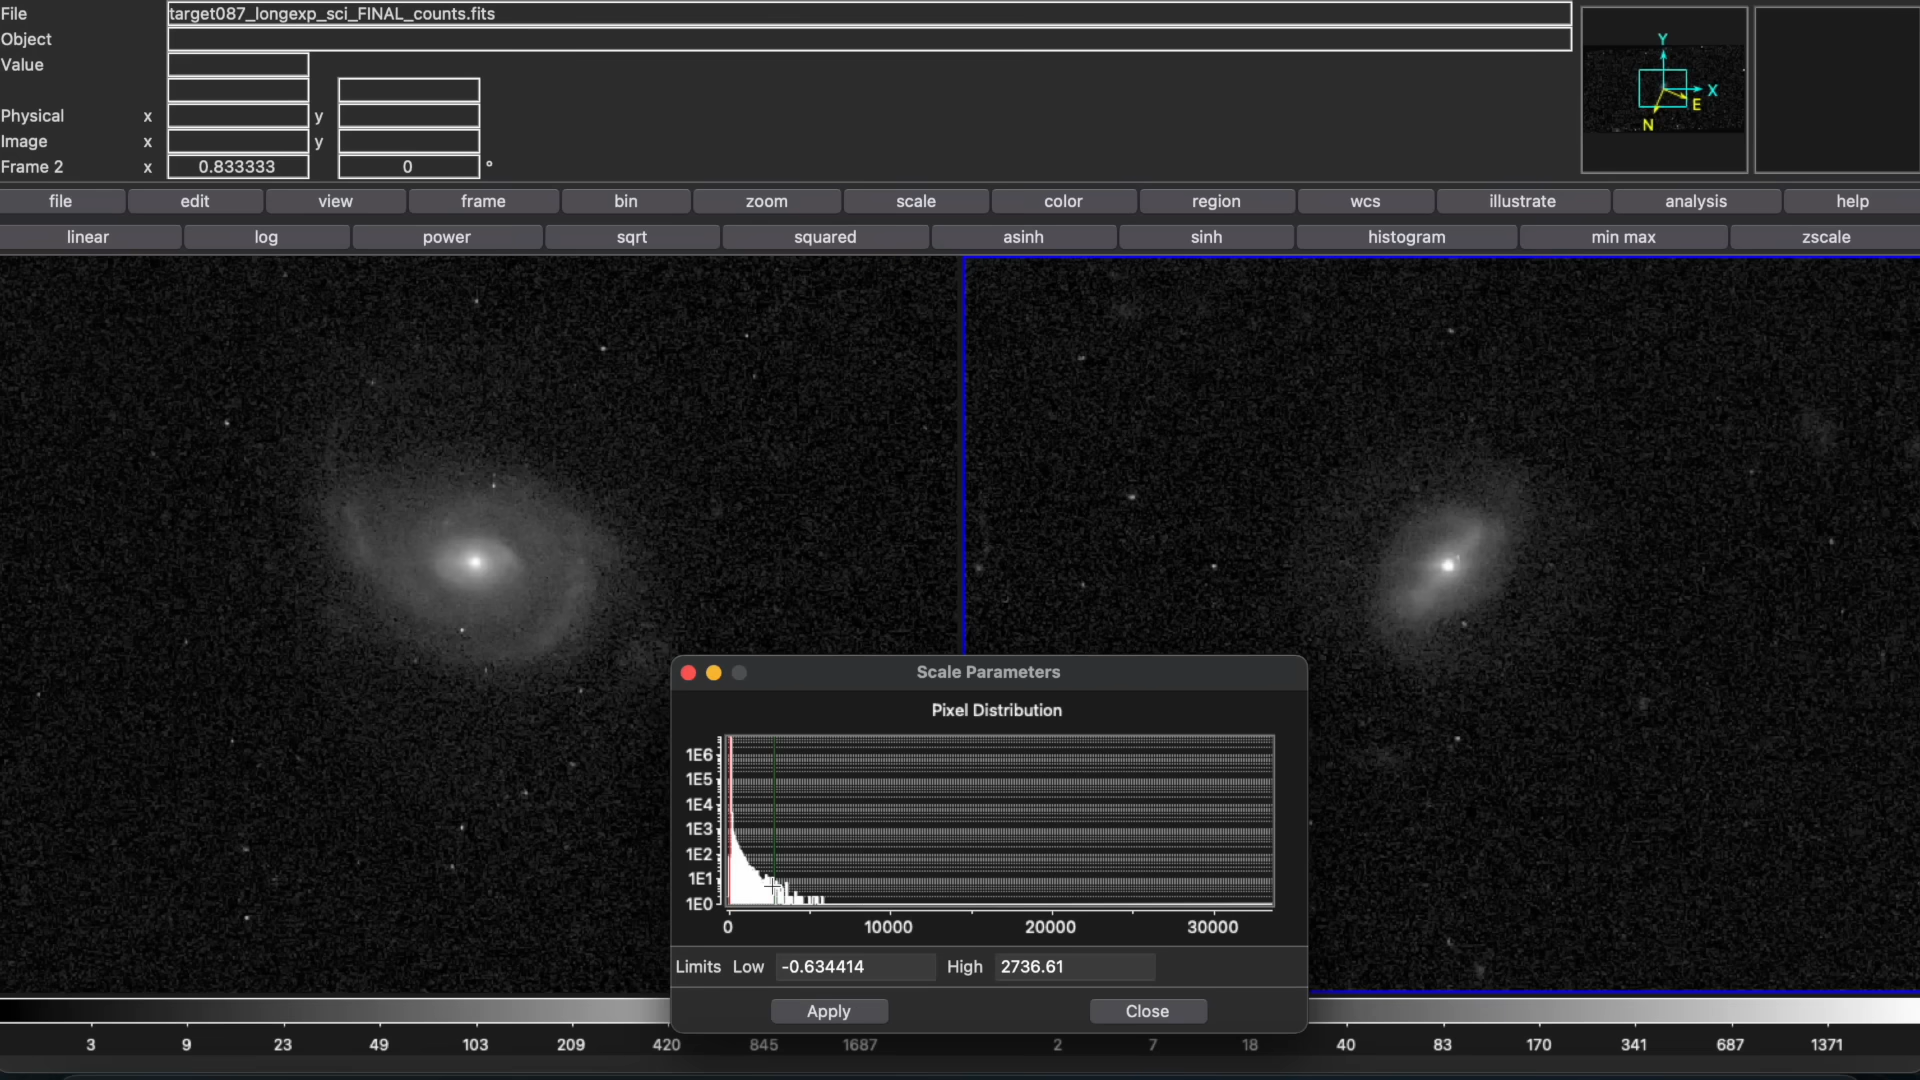 File target087_longexp_sci_FINAL_counts.fits
Object
Value
Physical x y
Image x y
Frame 2 x 0.833333 0 °
Y
X
E
N
file edit view frame bin zoom scale color region wcs illustrate analysis help
linear log power sqrt squared asinh sinh histogram min max zscale
Scale Parameters
Pixel Distribution
1E6
1E5
1E4
1E3
1E2
1E1
1E0
0 10000 20000 30000
Limits Low -0.634414 High 2736.61
Apply Close
3 9 23 49 103 209 420 845 1687 2 7 18 40 83 170 341 687 1371